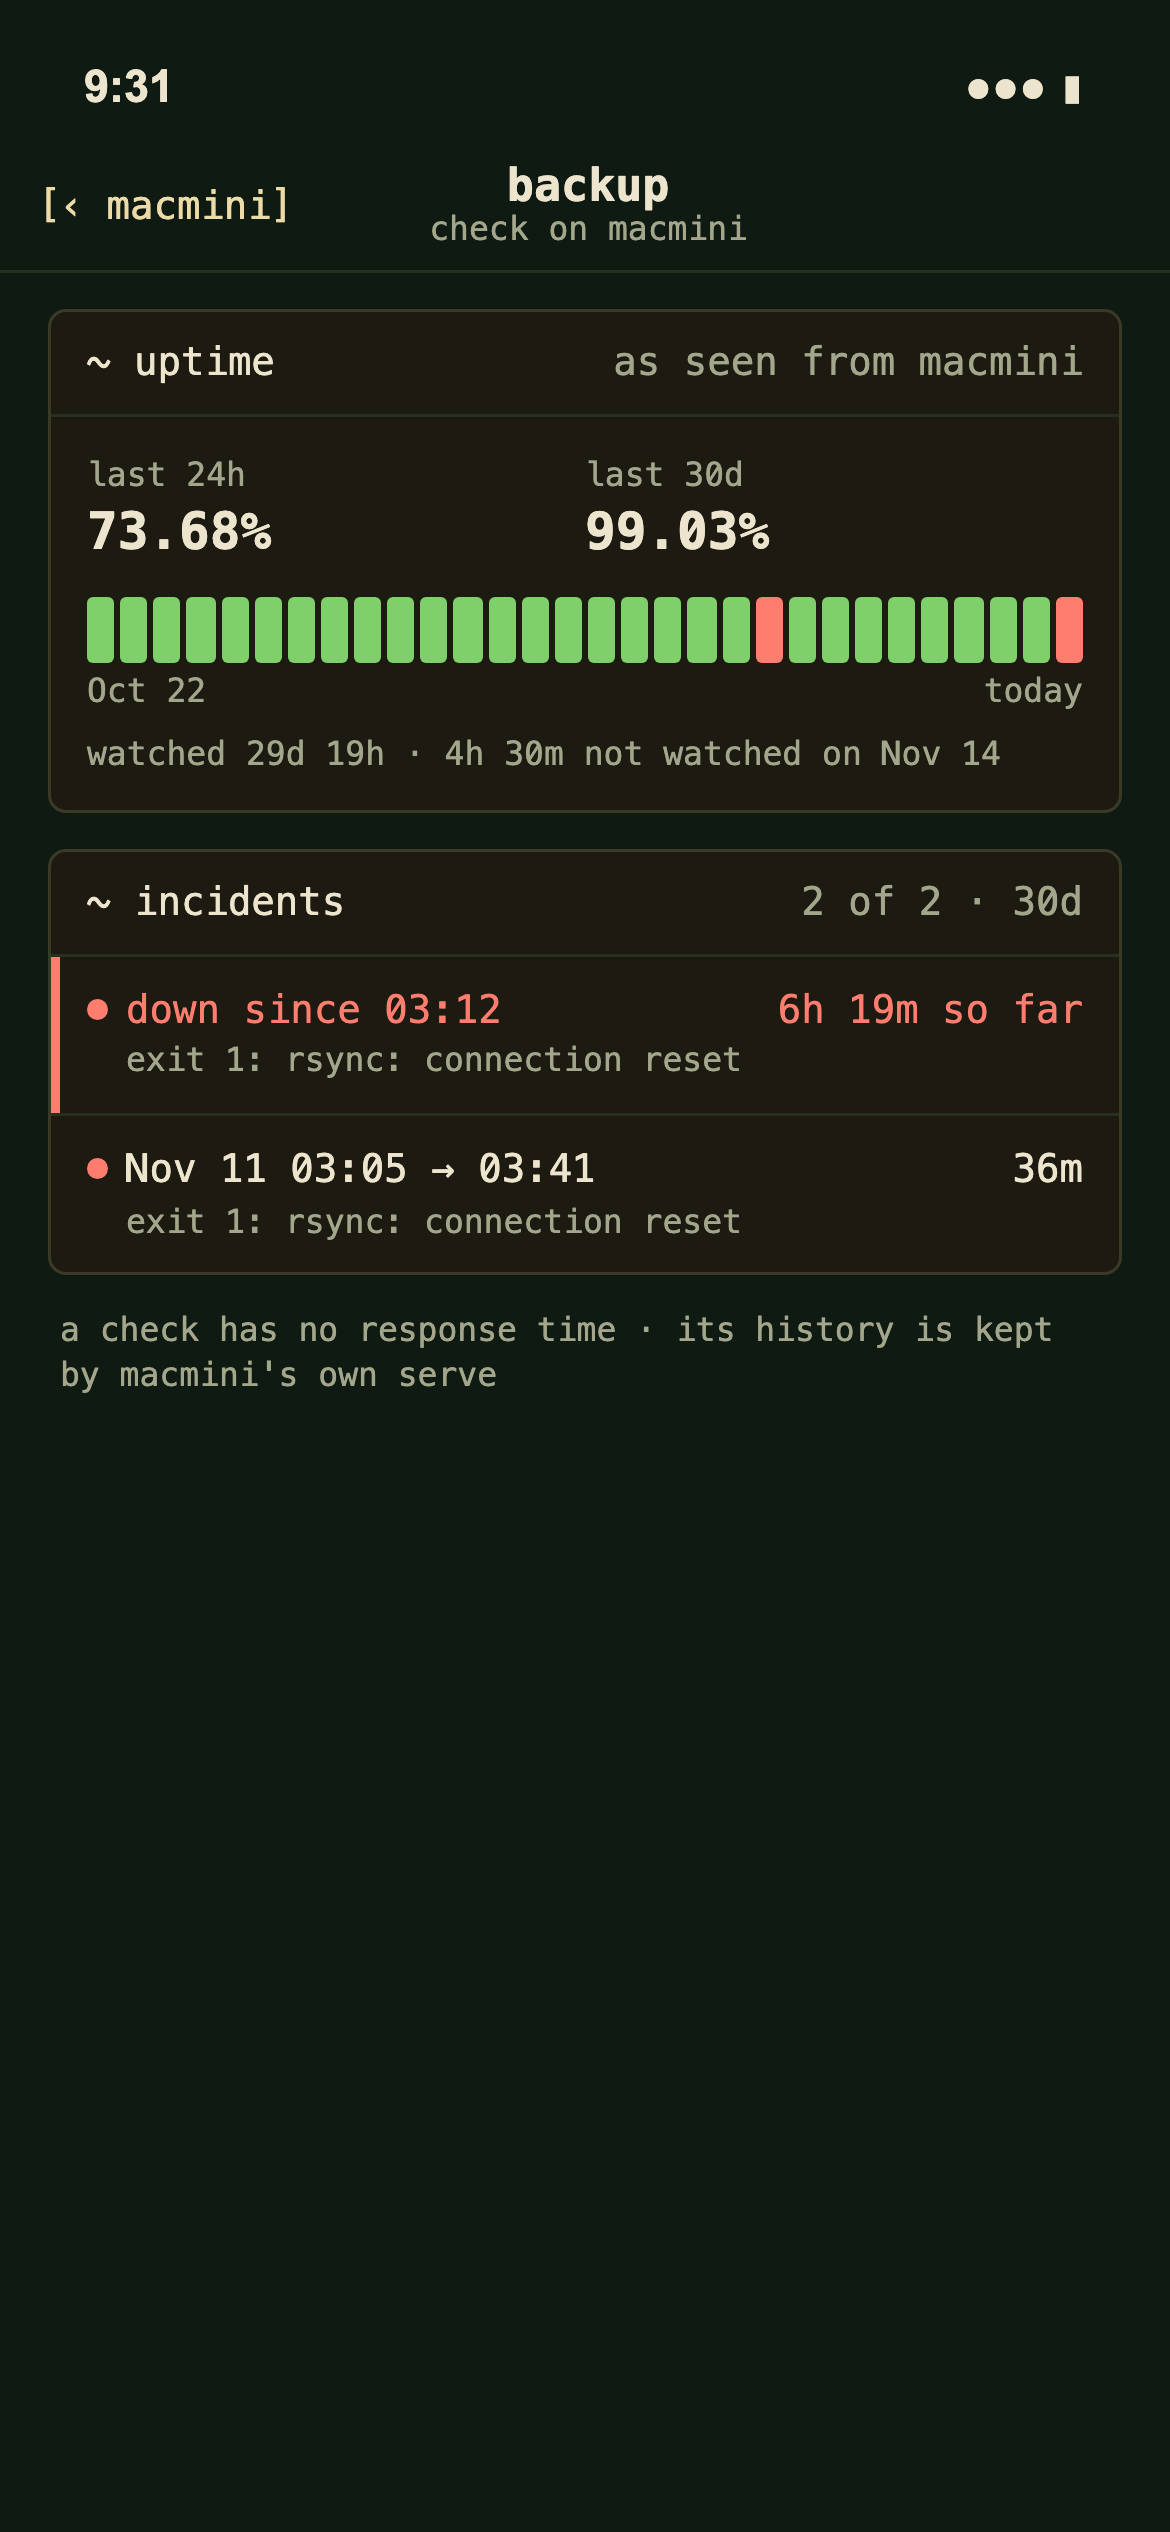 9:31
[‹ macmini]
backup
check on macmini
~ uptime
as seen from macmini
last 24h
last 30d
73.68%
99.03%
Oct 22
today
watched 29d 19h · 4h 30m not watched on Nov 14
~ incidents
2 of 2 · 30d
down since 03:12
6h 19m so far
exit 1: rsync: connection reset
Nov 11 03:05 → 03:41
36m
exit 1: rsync: connection reset
a check has no response time · its history is kept
by macmini's own serve